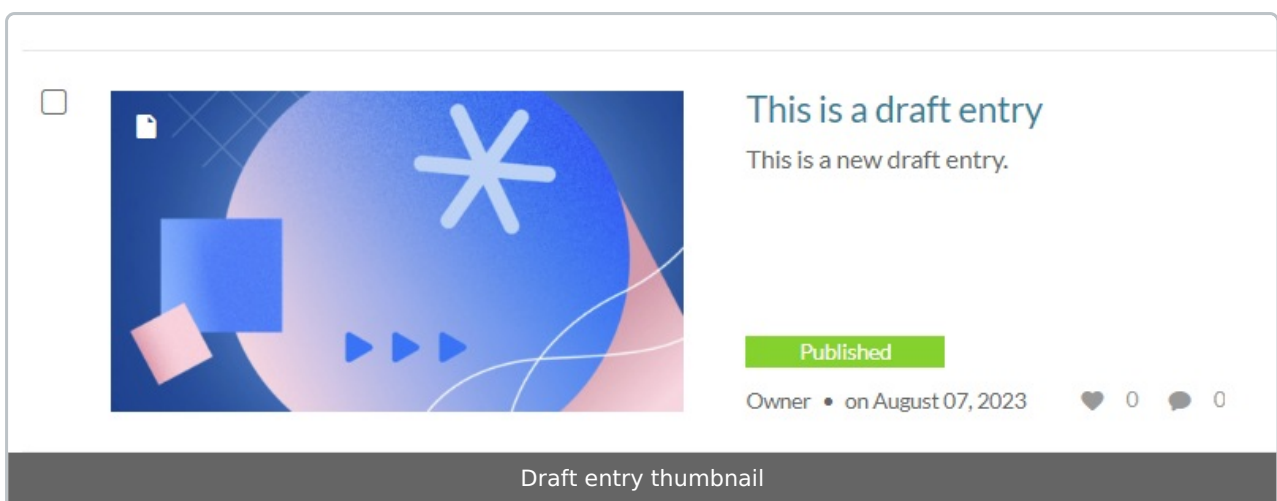 This is a draft entry
This is a new draft entry.
Published
Owner • on August 07, 2023 0 0
Draft entry thumbnail